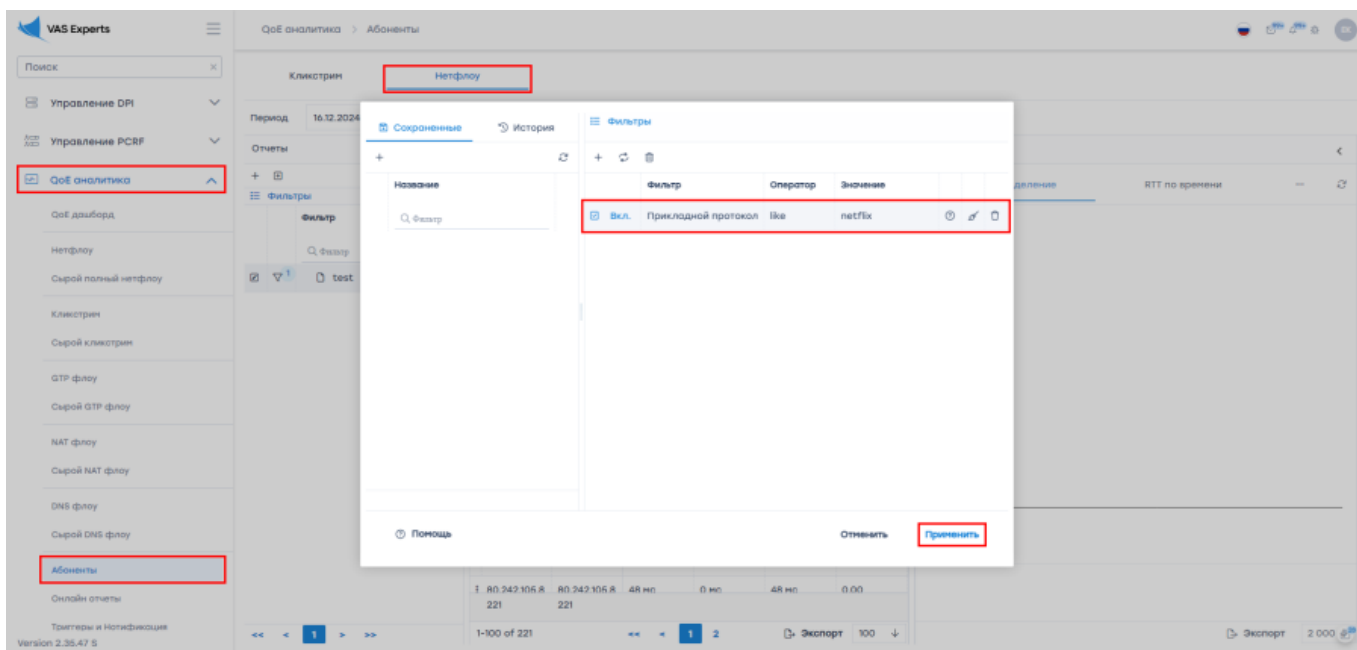 VAS Experts
QoE аналитика > Абоненты
Поиск
Кликстрим
Нетфлоу
Управление DPI
Период
16.12.2024
Сохраненные
История
Фильтры
Управление PCRF
Отчеты
QoE аналитика
Название
Фильтр
Оператор
Значение
RTT по времени
Фильтры
QoE дашборд
Фильтр
Фильтр
Вкл.
Прикладной протокол
like
netflix
Нетфлоу
Фильтр
Сырой полный нетфлоу
1
test
Кликстрим
Сырой кликстрим
GTP флоу
Сырой GTP флоу
NAT флоу
Сырой NAT флоу
DNS флоу
Сырой DNS флоу
Помощь
Отменить
Применить
Абоненты
Онлайн отчеты
80.242.105.8
80.242.105.8
48 мс
0 мс
48 мс
0.00
221
221
Триггеры и Нотификация
<< < 1 > >>
1-100 of 221
<< < 1 2
Экспорт
100
Экспорт
2 000
Version 2.35.47 S